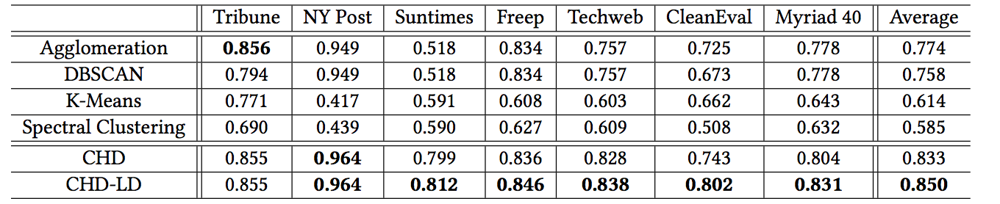 Tribune NY Post Suntimes Freep Techweb CleanEval Myriad 40 Average
Agglomeration 0.856 0.949 0.518 0.834 0.757 0.725 0.778 0.774
DBSCAN 0.794 0.949 0.518 0.834 0.757 0.673 0.778 0.758
K-Means 0.771 0.417 0.591 0.608 0.603 0.662 0.643 0.614
Spectral Clustering 0.690 0.439 0.590 0.627 0.609 0.508 0.632 0.585
CHD 0.855 0.964 0.799 0.836 0.828 0.743 0.804 0.833
CHD-LD 0.855 0.964 0.812 0.846 0.838 0.802 0.831 0.850